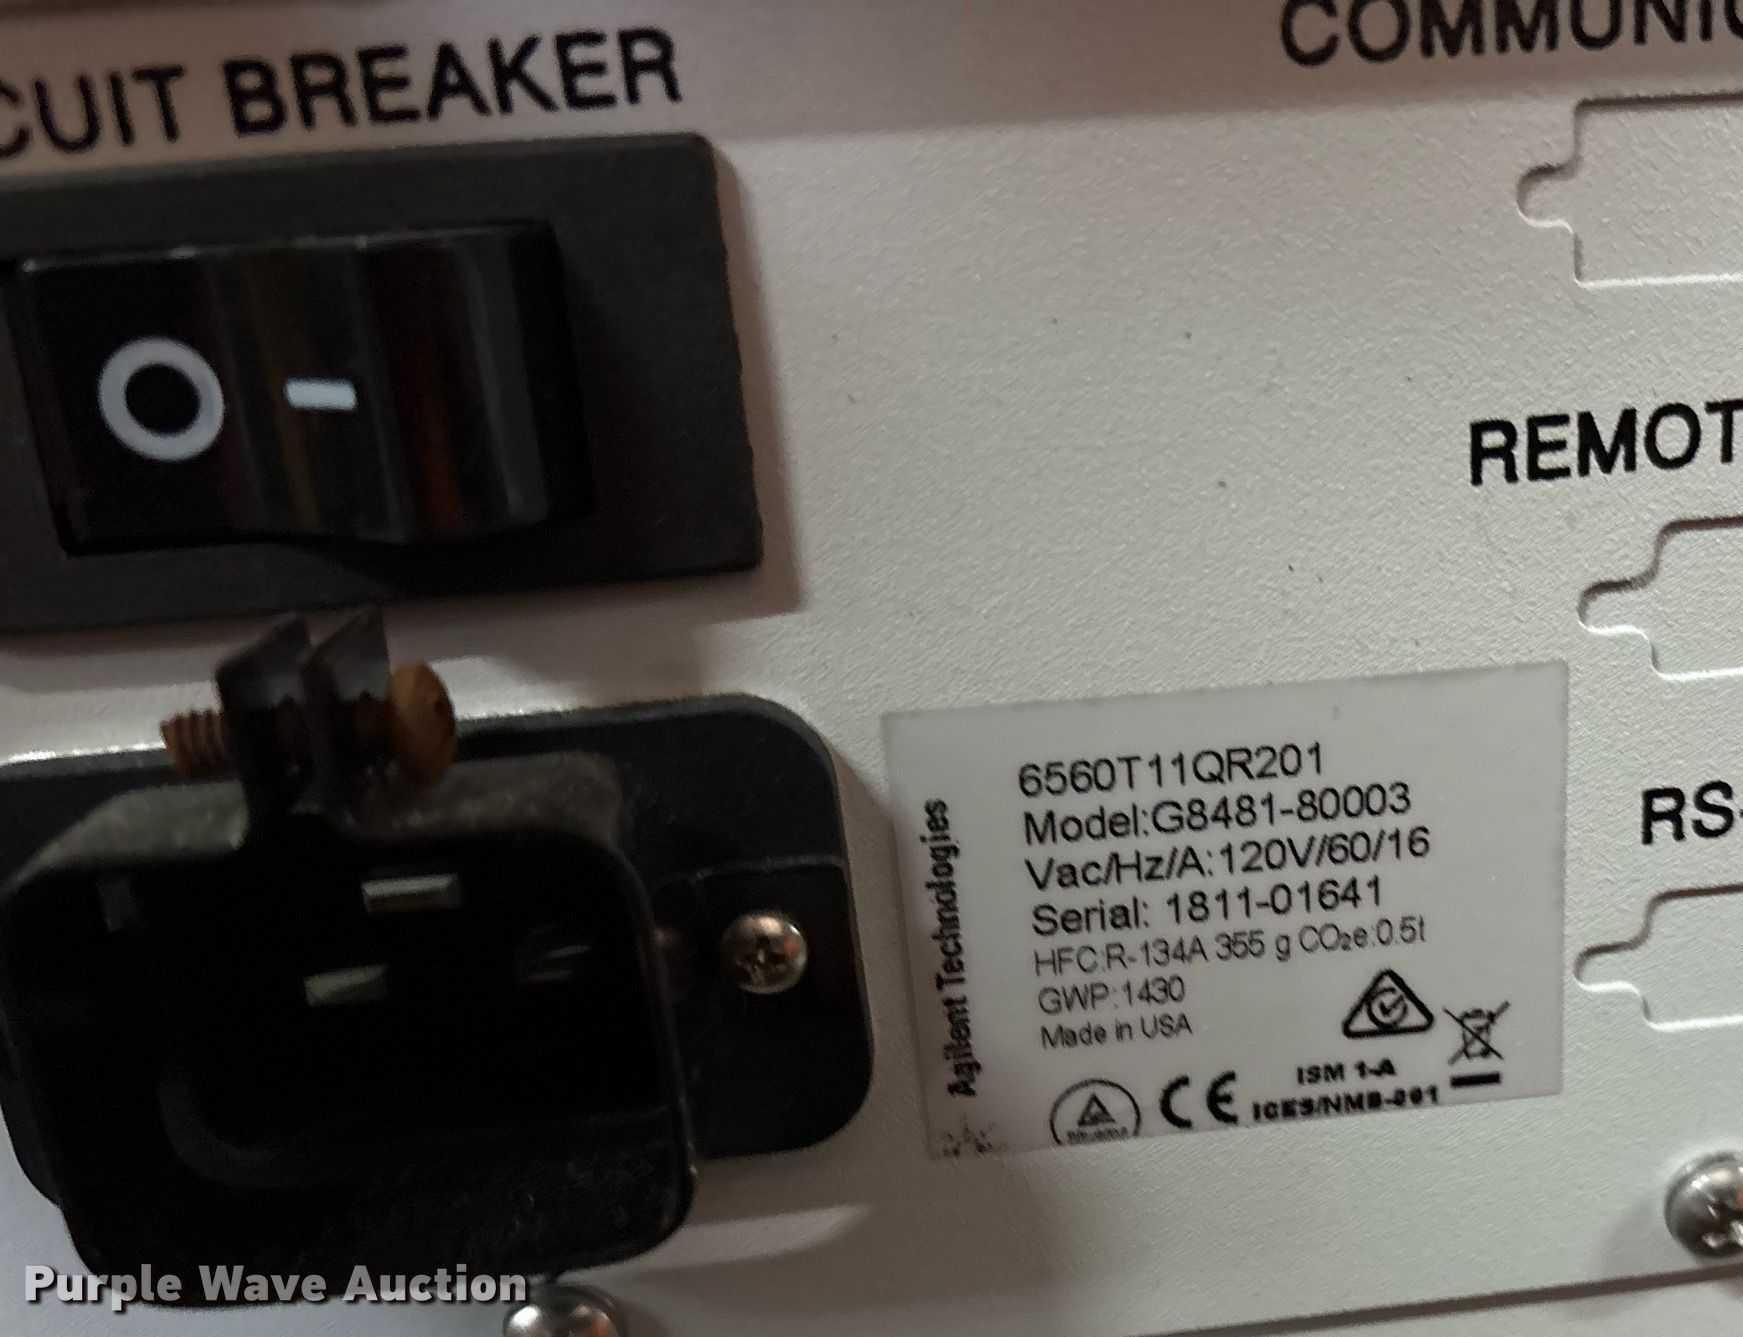 CUIT BREAKER
COMMUNIC
REMOT
RS-
Agilent Technologies
6560T11QR201
Model:G8481-80003
Vac/Hz/A:120V/60/16
Serial: 1811-01641
HFC:R-134A 355 g CO₂e:0.5t
GWP:1430
Made in USA
CE
ISM 1-A
ICES/NMB-001
Purple Wave Auction